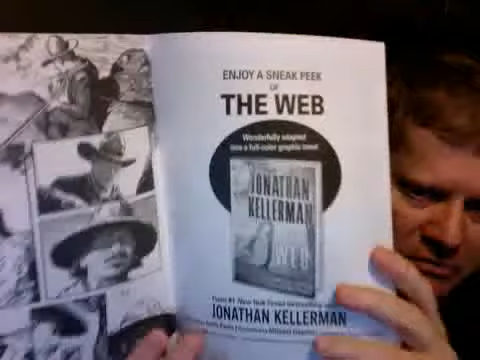 ENJOY A SNEAK PEEK
OF
THE WEB
Wonderfully adapted
into a full-color graphic novel
JONATHAN
KELLERMAN
WEB
From #1 New York Times bestselling
JONATHAN KELLERMAN